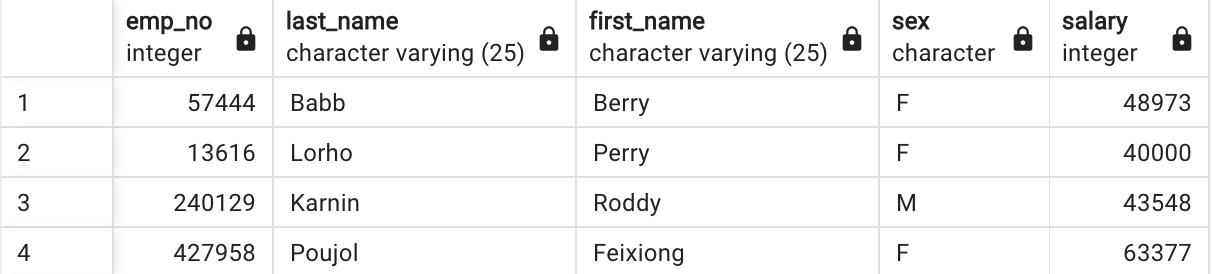 emp_no last_name first_name sex salary
integer character varying (25) character varying (25) character integer
1 57444 Babb Berry F 48973
2 13616 Lorho Perry F 40000
3 240129 Karnin Roddy M 43548
4 427958 Poujol Feixiong F 63377